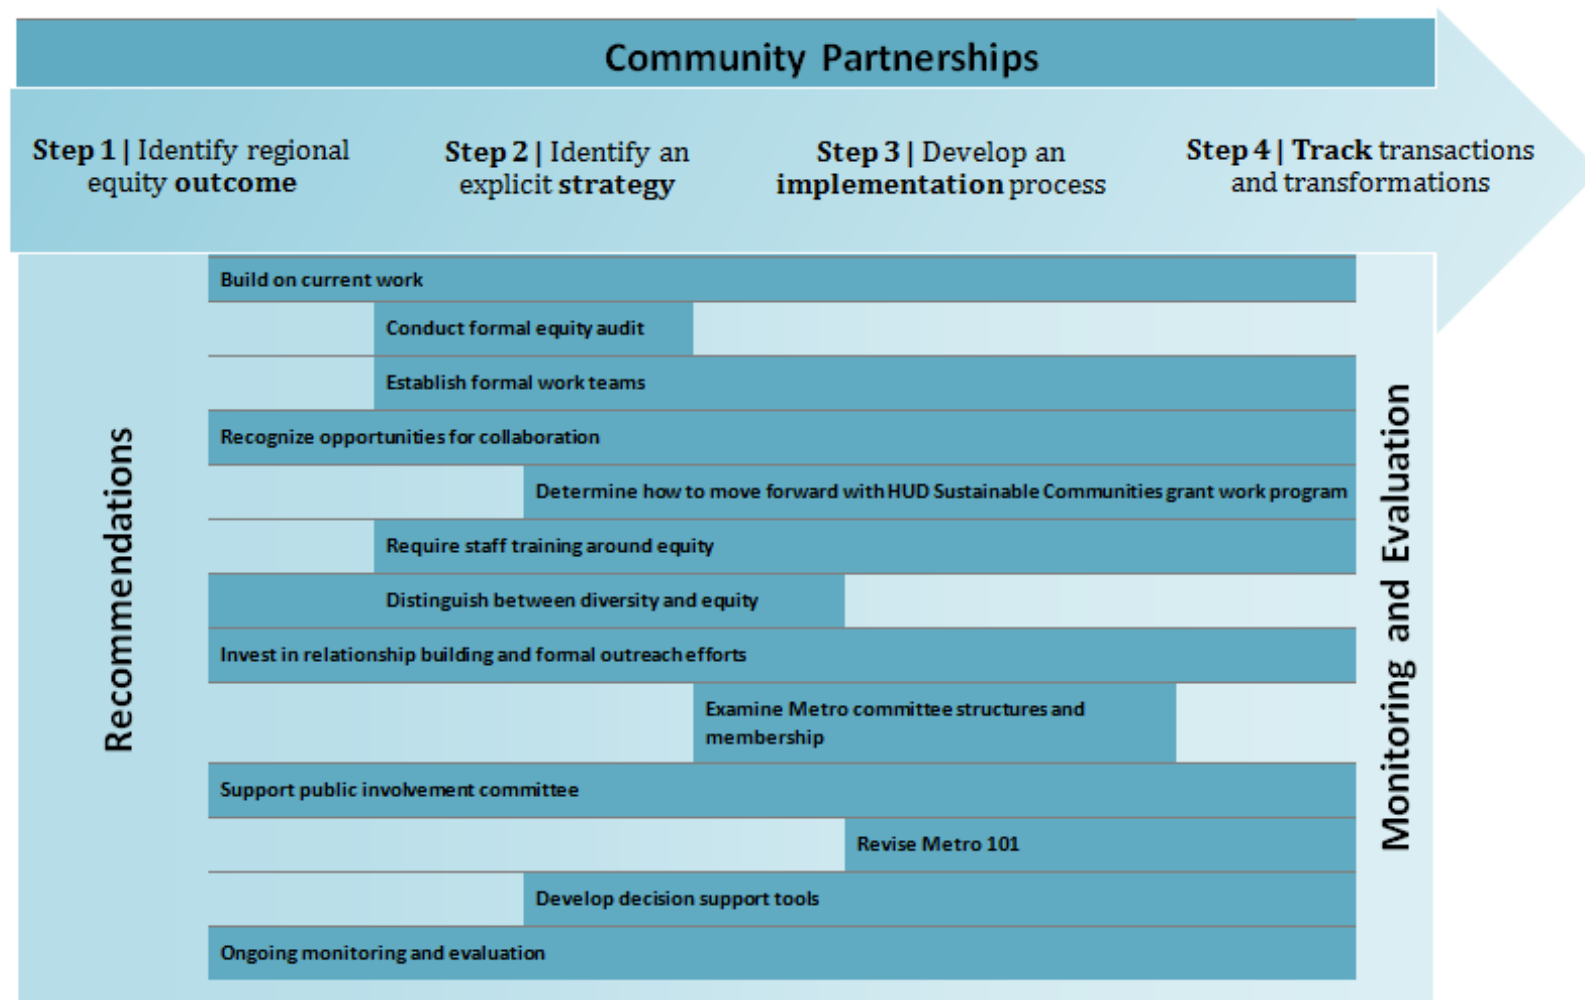 Community Partnerships
Step 1 | Identify regional
equity outcome
Step 2 | Identify an
explicit strategy
Step 3 | Develop an
implementation process
Step 4 | Track transactions
and transformations
Recommendations
Build on current work
Conduct formal equity audit
Establish formal work teams
Recognize opportunities for collaboration
Determine how to move forward with HUD Sustainable Communities grant work program
Require staff training around equity
Distinguish between diversity and equity
Invest in relationship building and formal outreach efforts
Examine Metro committee structures and
membership
Support public involvement committee
Revise Metro 101
Develop decision support tools
Ongoing monitoring and evaluation
Monitoring and Evaluation